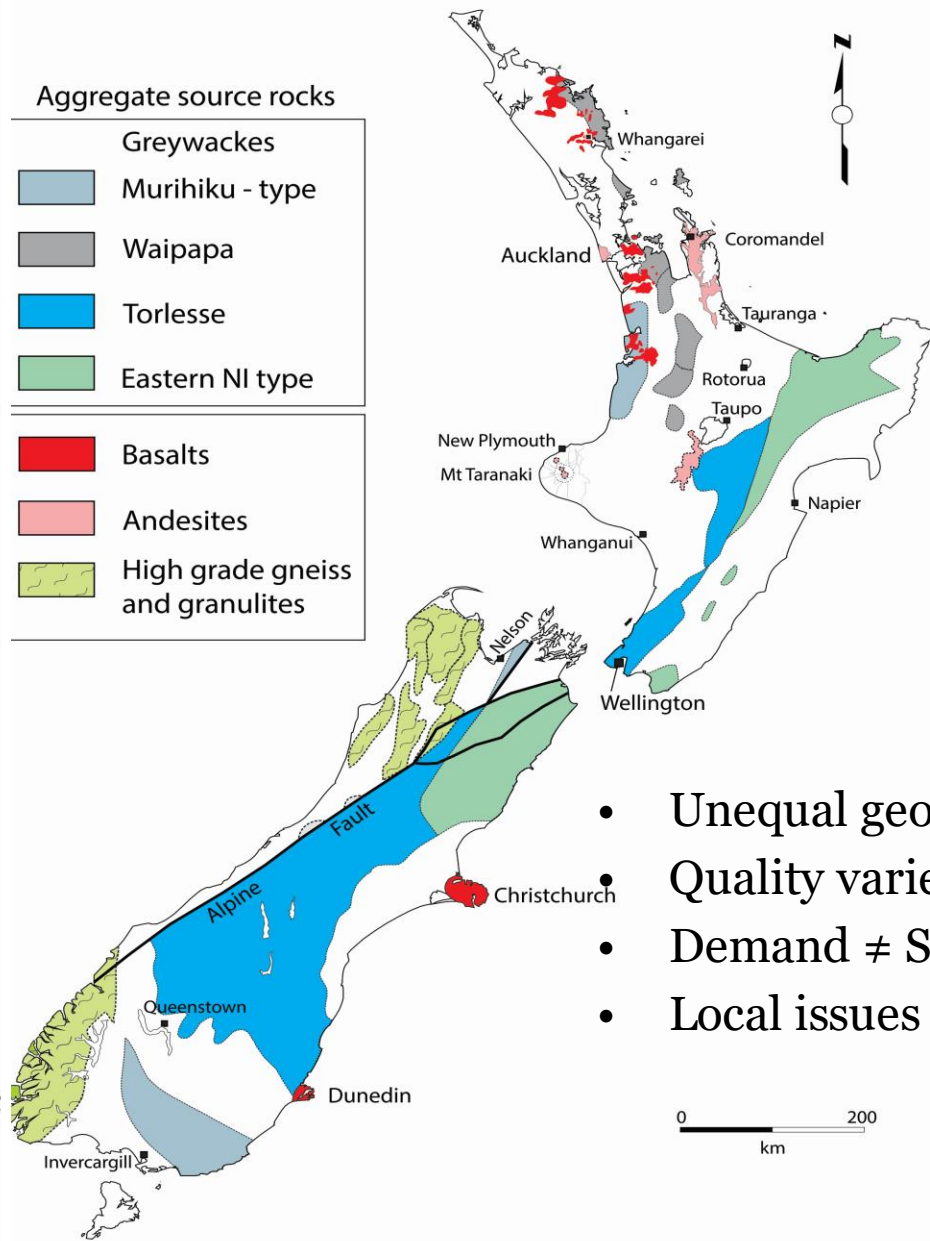 Aggregate source rocks
Greywackes
Murihiku - type
Waipapa
Torlesse
Eastern NI type
Basalts
Andesites
High grade gneiss
and granulites
N
Whangarei
Auckland
Coromandel
Tauranga
Rotorua
Taupo
New Plymouth
Mt Taranaki
Napier
Whanganui
Nelson
Wellington
Alpine Fault
Christchurch
Queenstown
Dunedin
Invercargill
• Unequal geo
• Quality varie
• Demand ≠ S
• Local issues
0 200
km